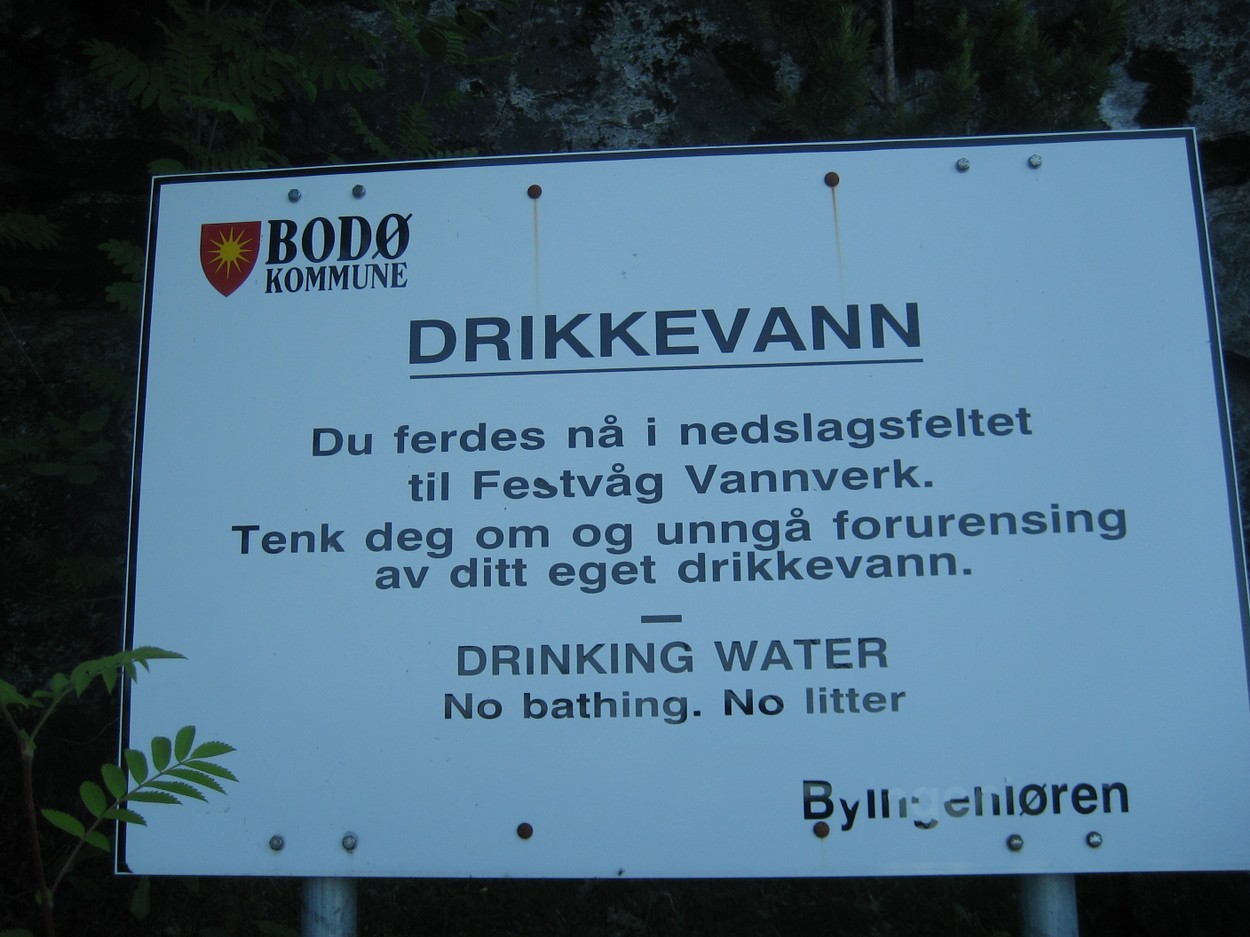 BODØ
KOMMUNE
DRIKKEVANN
Du ferdes nå i nedslagsfeltet
til Festvåg Vannverk.
Tenk deg om og unngå forurensing
av ditt eget drikkevann.
DRINKING WATER
No bathing. No litter
Byingeniøren